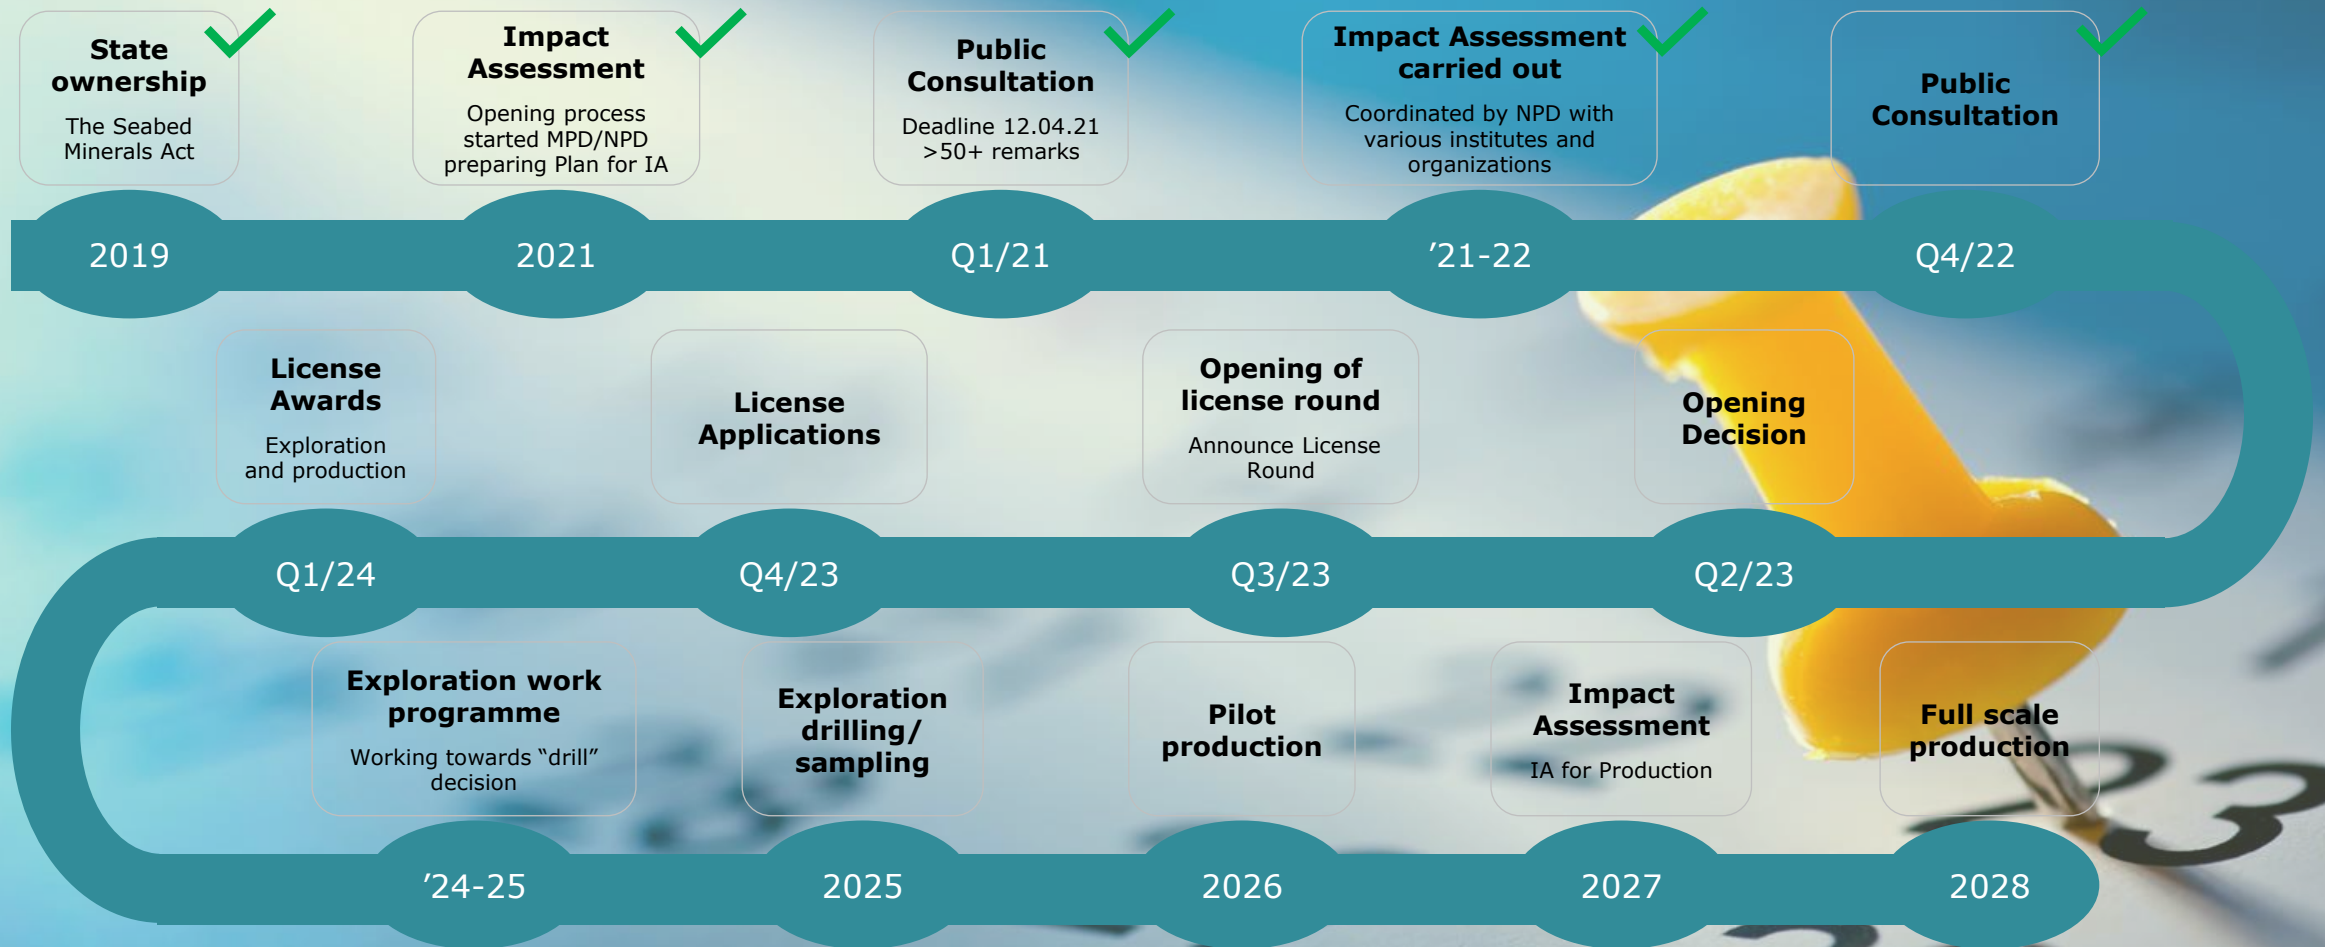 State
ownership
The Seabed
Minerals Act
Impact
Assessment
Opening process
started MPD/NPD
preparing Plan for IA
Public
Consultation
Deadline 12.04.21
>50+ remarks
Impact Assessment
carried out
Coordinated by NPD with
various institutes and
organizations
Public
Consultation
2019
2021
Q1/21
’21-22
Q4/22
License
Awards
Exploration
and production
License
Applications
Opening of
license round
Announce License
Round
Opening
Decision
Q1/24
Q4/23
Q3/23
Q2/23
Exploration work
programme
Working towards “drill”
decision
Exploration
drilling/
sampling
Pilot
production
Impact
Assessment
IA for Production
Full scale
production
’24-25
2025
2026
2027
2028
23